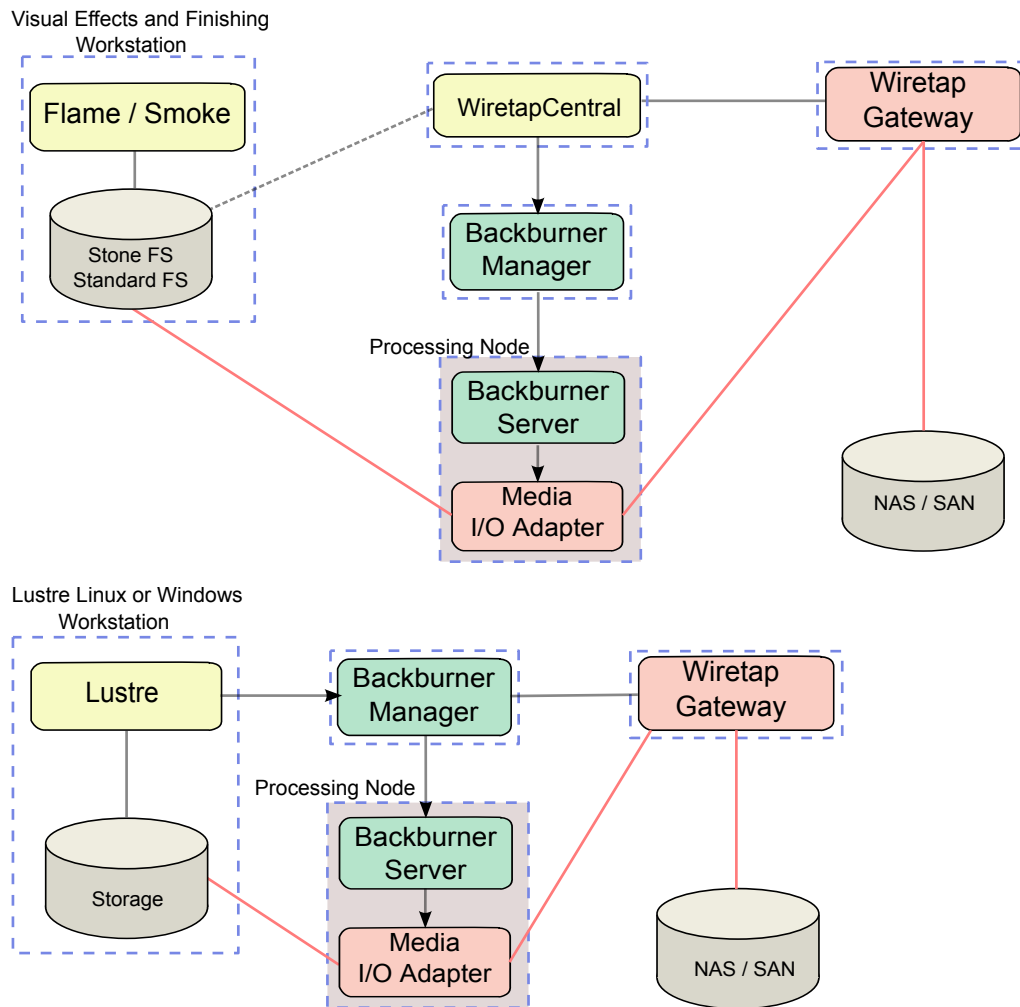 Visual Effects and Finishing
Workstation
Flame / Smoke
Stone FS
Standard FS
WiretapCentral
Wiretap
Gateway
Backburner
Manager
Processing Node
Backburner
Server
Media
I/O Adapter
NAS / SAN
Lustre Linux or Windows
Workstation
Lustre
Storage
Backburner
Manager
Wiretap
Gateway
Processing Node
Backburner
Server
Media
I/O Adapter
NAS / SAN